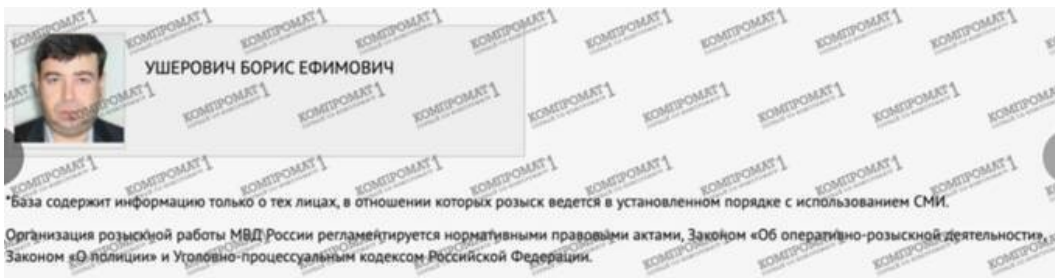 УШЕРОВИЧ БОРИС ЕФИМОВИЧ
КОМПРОМАТ 1
*База содержит информацию только о тех лицах, в отношении которых розыск ведется в установленном порядке с использованием СМИ.
Организация розыскной работы МВД России регламентируется нормативными правовыми актами, Законом «Об оперативно-розыскной деятельности»,
Законом «О полиции» и Уголовно-процессуальным кодексом Российской Федерации.